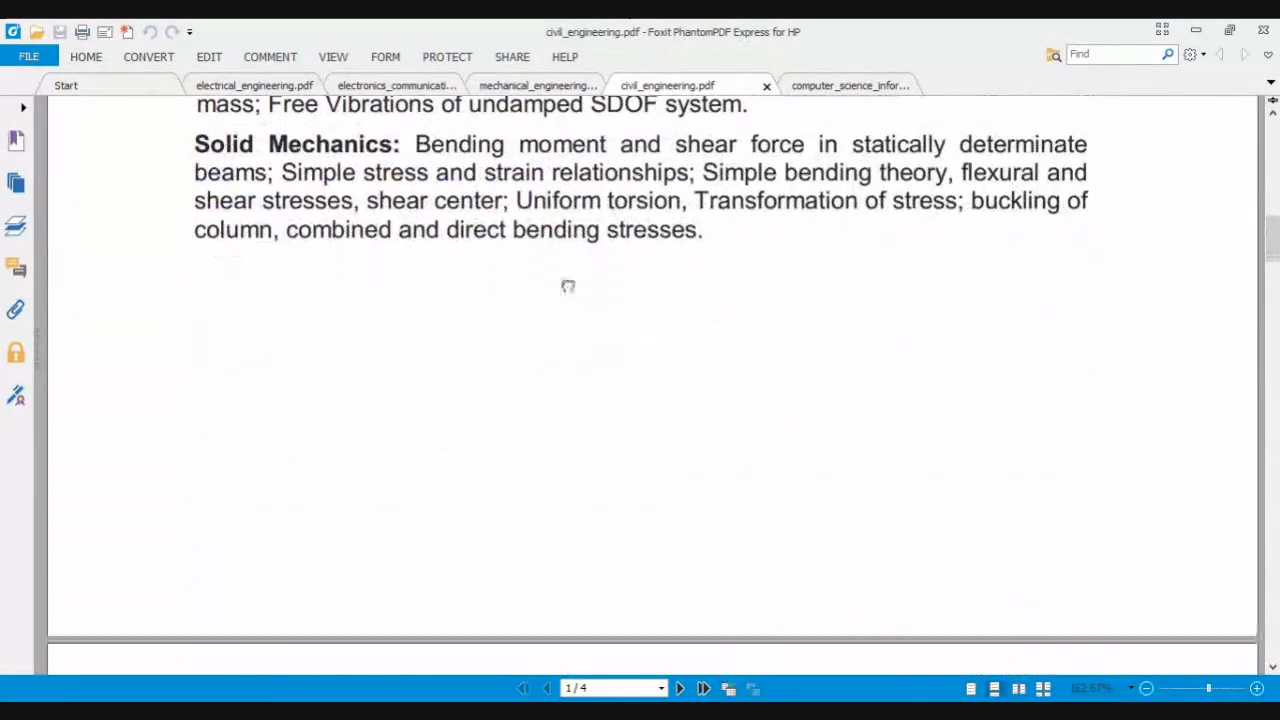 civil_engineering.pdf - Foxit PhantomPDF Express for HP
FILE HOME CONVERT EDIT COMMENT VIEW FORM PROTECT SHARE HELP Find
Start electrical_engineering.pdf electronics_communicati... mechanical_engineering... civil_engineering.pdf computer_science_infor...
mass; Free Vibrations of undamped SDOF system.
Solid Mechanics: Bending moment and shear force in statically determinate
beams; Simple stress and strain relationships; Simple bending theory, flexural and
shear stresses, shear center; Uniform torsion, Transformation of stress; buckling of
column, combined and direct bending stresses.
1/4 162.67%